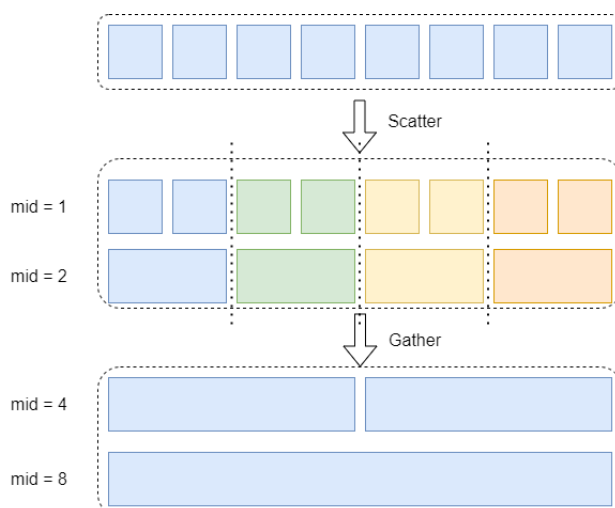 Scatter
mid = 1
mid = 2
Gather
mid = 4
mid = 8